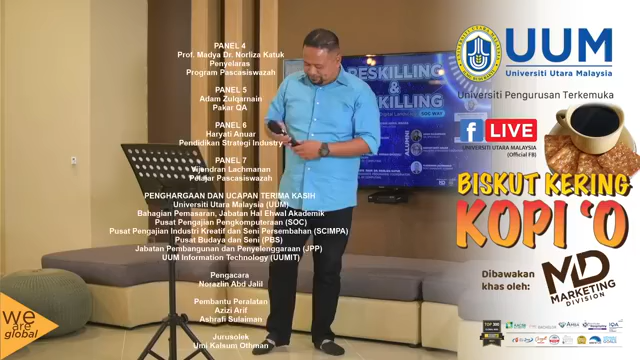 PANEL 4
Prof. Madya Dr. Norliza Katuk
Penyelaras
Program Pascasiswazah
PANEL 5
Adam Zulqarnain
Pakar QA
PANEL 6
Haryati Anuar
Pendidikan Strategi Industry
PANEL 7
Vijendran Lachmanan
Pelajar Pascasiswazah
PENGHARGAAN DAN UCAPAN TERIMA KASIH
Universiti Utara Malaysia (UUM)
Bahagian Pemasaran, Jabatan Hal Ehwal Akademik
Pusat Pengajian Pengkomputeraan (SOC)
Pusat Pengajian Industri Kreatif dan Seni Persembahan (SCIMPA)
Pusat Budaya dan Seni (PBS)
Jabatan Pembangunan dan Penyelenggaraan (JPP)
UUM Information Technology (UUMIT)
Pengacara
Norazlin Abd Jalil
Pembantu Peralatan
Azizi Arif
Ashrafi Sulaiman
Jurusolek
Umi Kalsum Othman
RESKILLING
&
SOC WAY
ALUMNI
UUM
Universiti Utara Malaysia
Universiti Pengurusan Terkemuka
f LIVE
UNIVERSITI UTARA MALAYSIA
(Official FB)
BISKUT KERING
KOPI 'O
Dibawakan
khas oleh:
MD
MARKETING
DIVISION
we
are
global